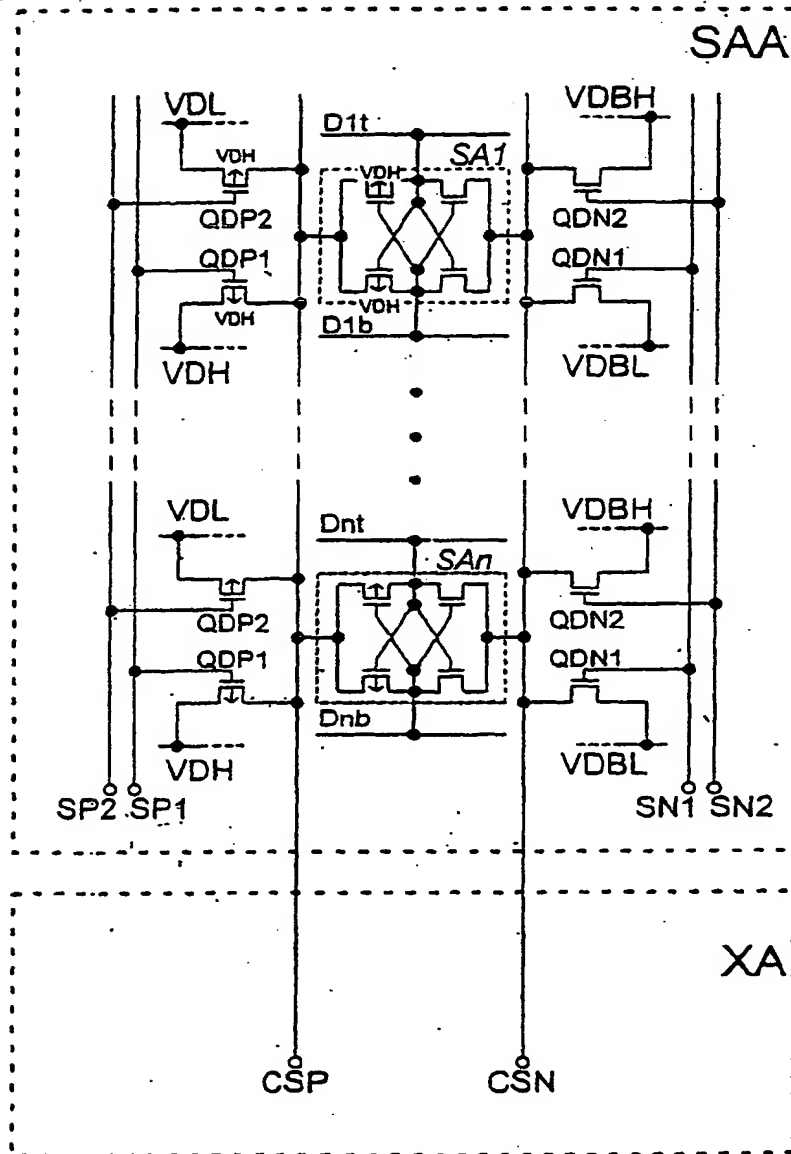 SAA
VDL
VDBH
D1t
SA1
VDH
VDH
QDP2
QDN2
QDP1
QDN1
VDH
VDH
D1b
VDH
VDBL
VDL
VDBH
Dnt
SAn
QDP2
QDN2
QDP1
QDN1
Dnb
VDH
VDBL
SP2 SP1
SN1 SN2
XA
CSP
CSN